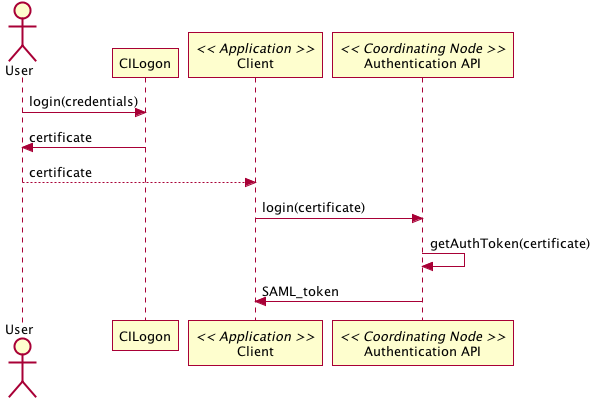 User
CILogon
<< Application >>
Client
<< Coordinating Node >>
Authentication API
login(credentials)
certificate
certificate
login(certificate)
getAuthToken(certificate)
SAML_token
User
CILogon
<< Application >>
Client
<< Coordinating Node >>
Authentication API